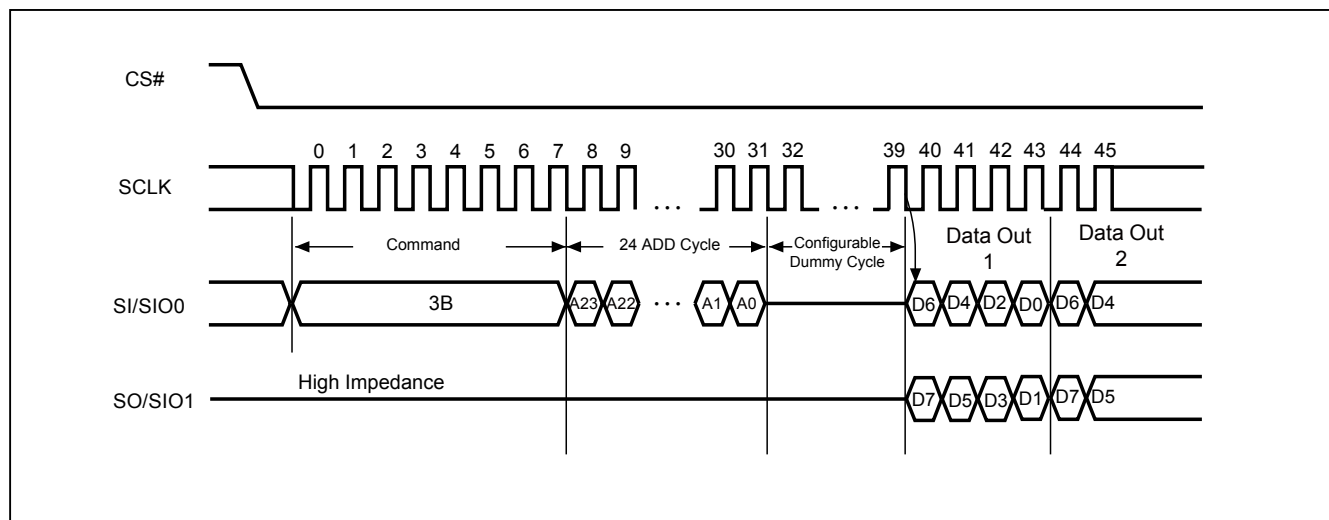 CS#
0 1 2 3 4 5 6 7 8 9 30 31 32 39 40 41 42 43 44 45
SCLK
... ...
Command 24 ADD Cycle Configurable Dummy Cycle Data Out 1 Data Out 2
SI/SIO0 3B A23 A22 ... A1 A0 D6 D4 D2 D0 D6 D4
High Impedance
SO/SIO1 D7 D5 D3 D1 D7 D5